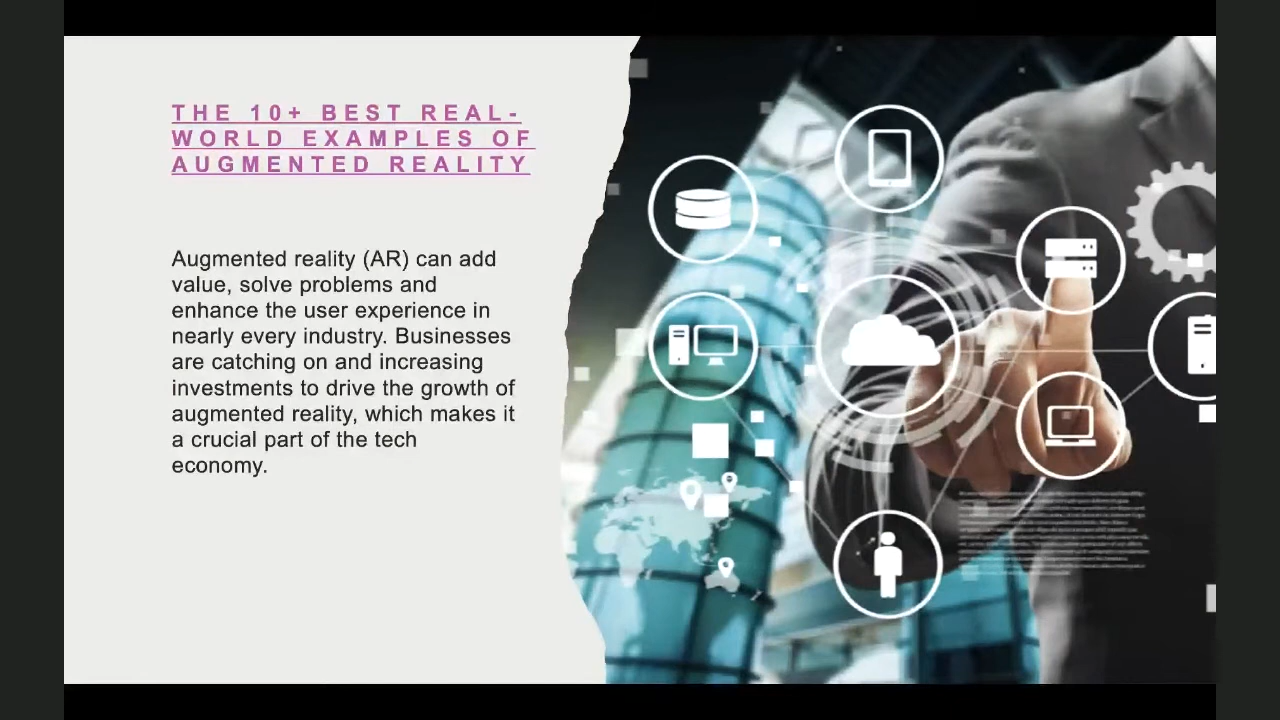 THE 10+ BEST REAL-
WORLD EXAMPLES OF
AUGMENTED REALITY
Augmented reality (AR) can add
value, solve problems and
enhance the user experience in
nearly every industry. Businesses
are catching on and increasing
investments to drive the growth of
augmented reality, which makes it
a crucial part of the tech
economy.